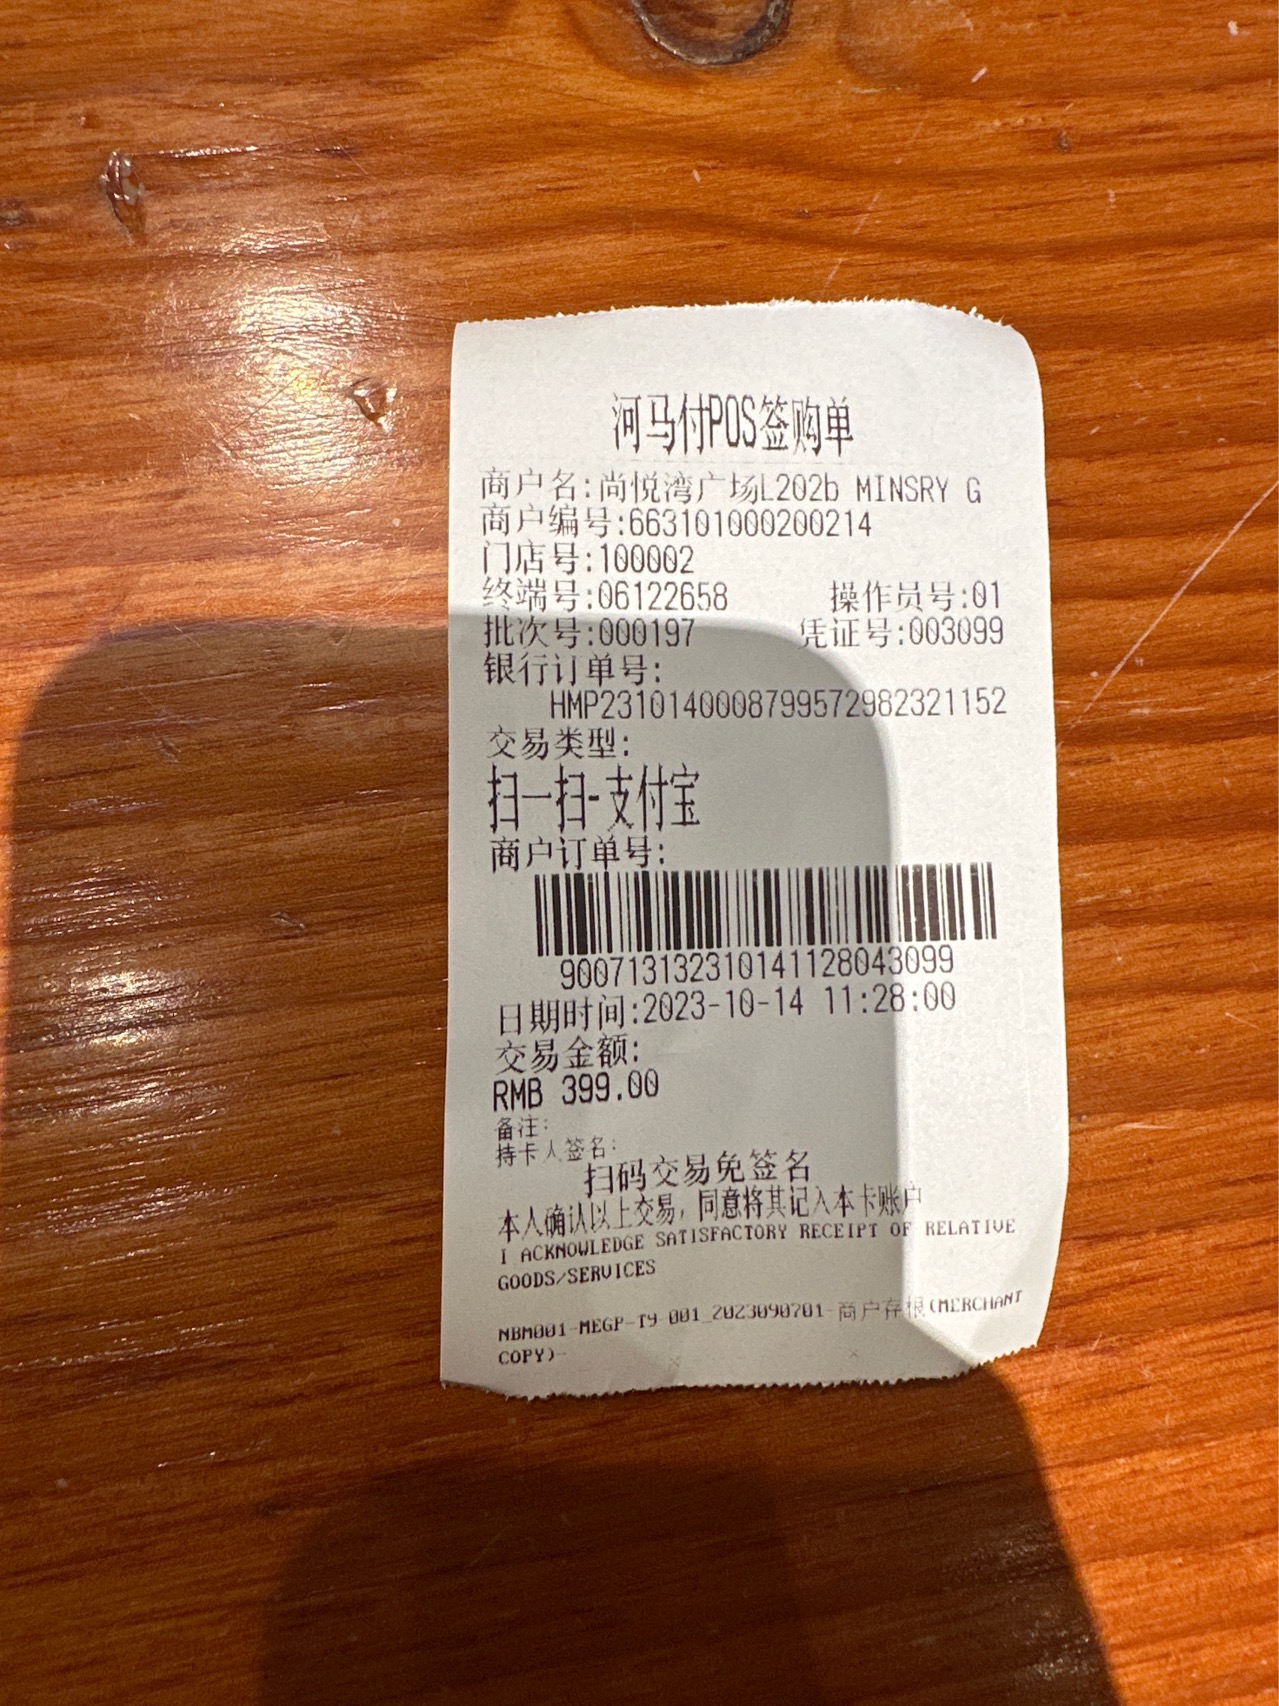 河马付POS签购单
商户名:尚悦湾广场L202b MINSRY G
商户编号:663101000200214
门店号:100002
终端号:06122658 操作员号:01
批次号:000197 凭证号:003099
银行订单号:
HMP2310140008799572982321152
交易类型:
扫一扫-支付宝
商户订单号:
900713132310141128043099
日期时间:2023-10-14 11:28:00
交易金额:
RMB 399.00
备注:
持卡人签名:
扫码交易免签名
本人确认以上交易，同意将其记入本卡账户
I ACKNOWLEDGE SATISFACTORY RECEIPT OF RELATIVE
GOODS/SERVICES
NBM001-MEGP-T9-001_2023090701-商户存根(MERCHANT
COPY)-